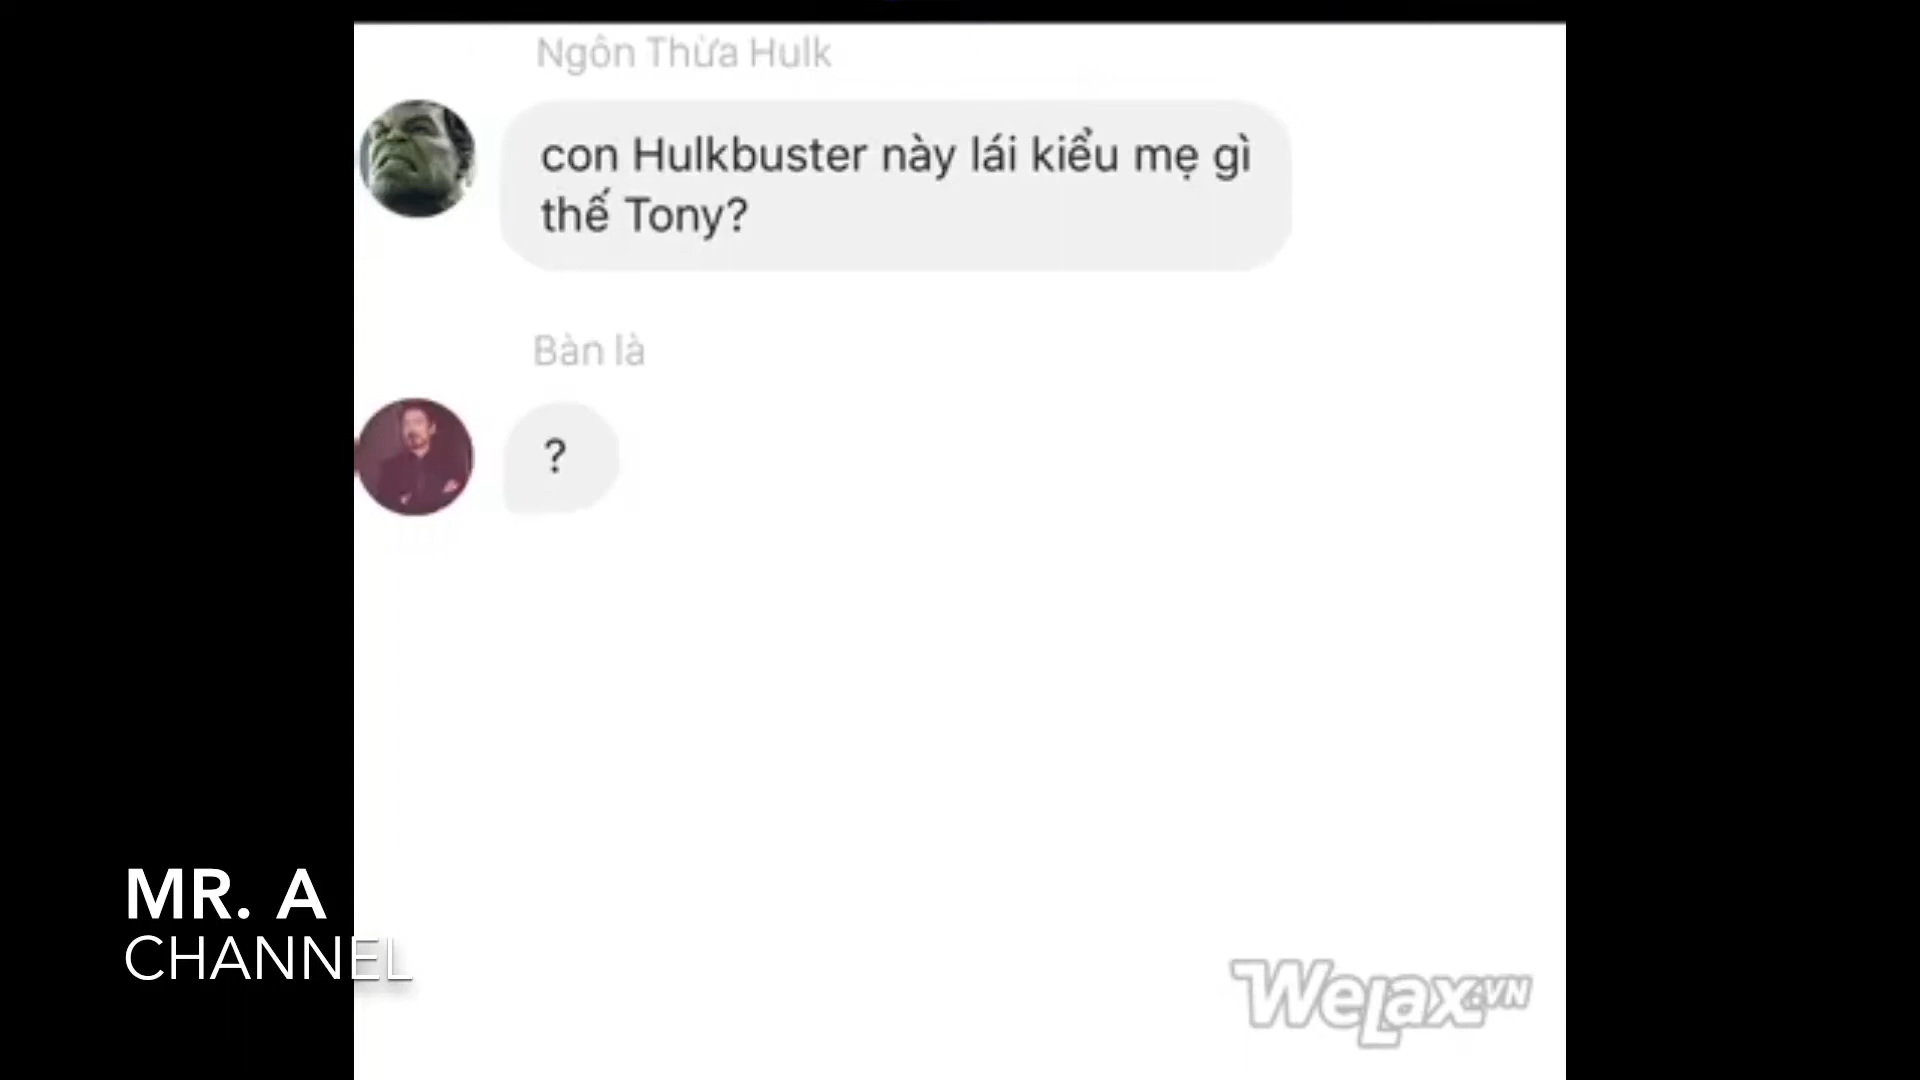 Ngôn Thừa Hulk
con Hulkbuster này lái kiểu mẹ gì
thế Tony?
Bàn là
?
MR. A
CHANNEL
WeLax.VN